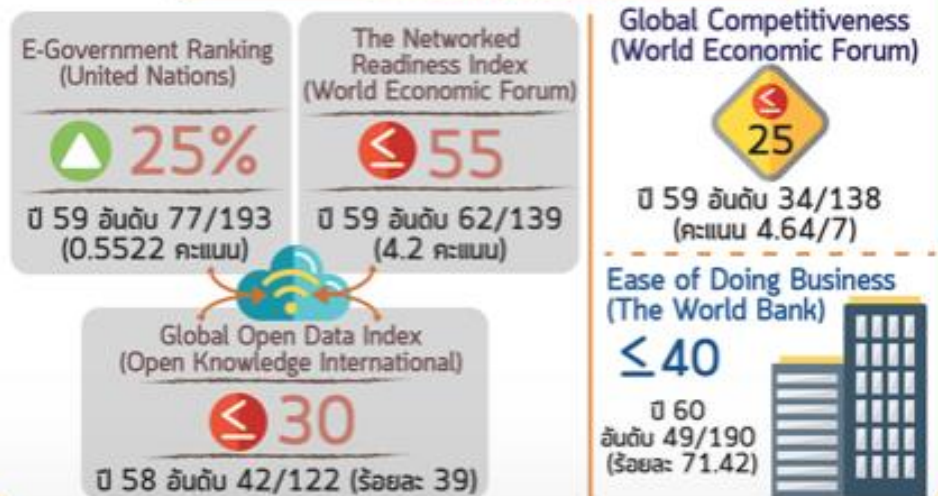 E-Government Ranking
(United Nations)
25%
ปี 59 อันดับ 77/193
(0.5522 คะแนน)
The Networked
Readiness Index
(World Economic Forum)
≤ 55
ปี 59 อันดับ 62/139
(4.2 คะแนน)
Global Open Data Index
(Open Knowledge International)
≤ 30
ปี 58 อันดับ 42/122 (ร้อยละ 39)
Global Competitiveness
(World Economic Forum)
≤
25
ปี 59 อันดับ 34/138
(คะแนน 4.64/7)
Ease of Doing Business
(The World Bank)
≤40
ปี 60
อันดับ 49/190
(ร้อยละ 71.42)